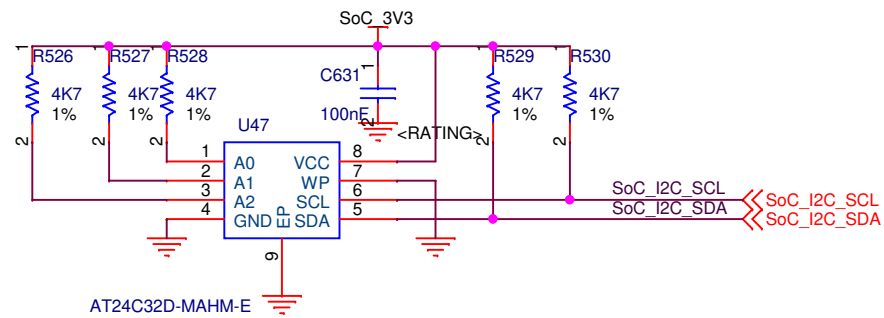 SoC_3V3
1 R526 4K7 1% 2
1 R527 4K7 1% 2
1 R528 4K7 1% 2
1 C631 100nF 2
<RATING>
1 R529 4K7 1% 2
1 R530 4K7 1% 2
U47
1 A0 VCC 8
2 A1 WP 7
3 A2 SCL 6
4 GND SDA 5
EP
9
AT24C32D-MAHM-E
SoC_I2C_SCL SoC_I2C_SCL
SoC_I2C_SDA SoC_I2C_SDA